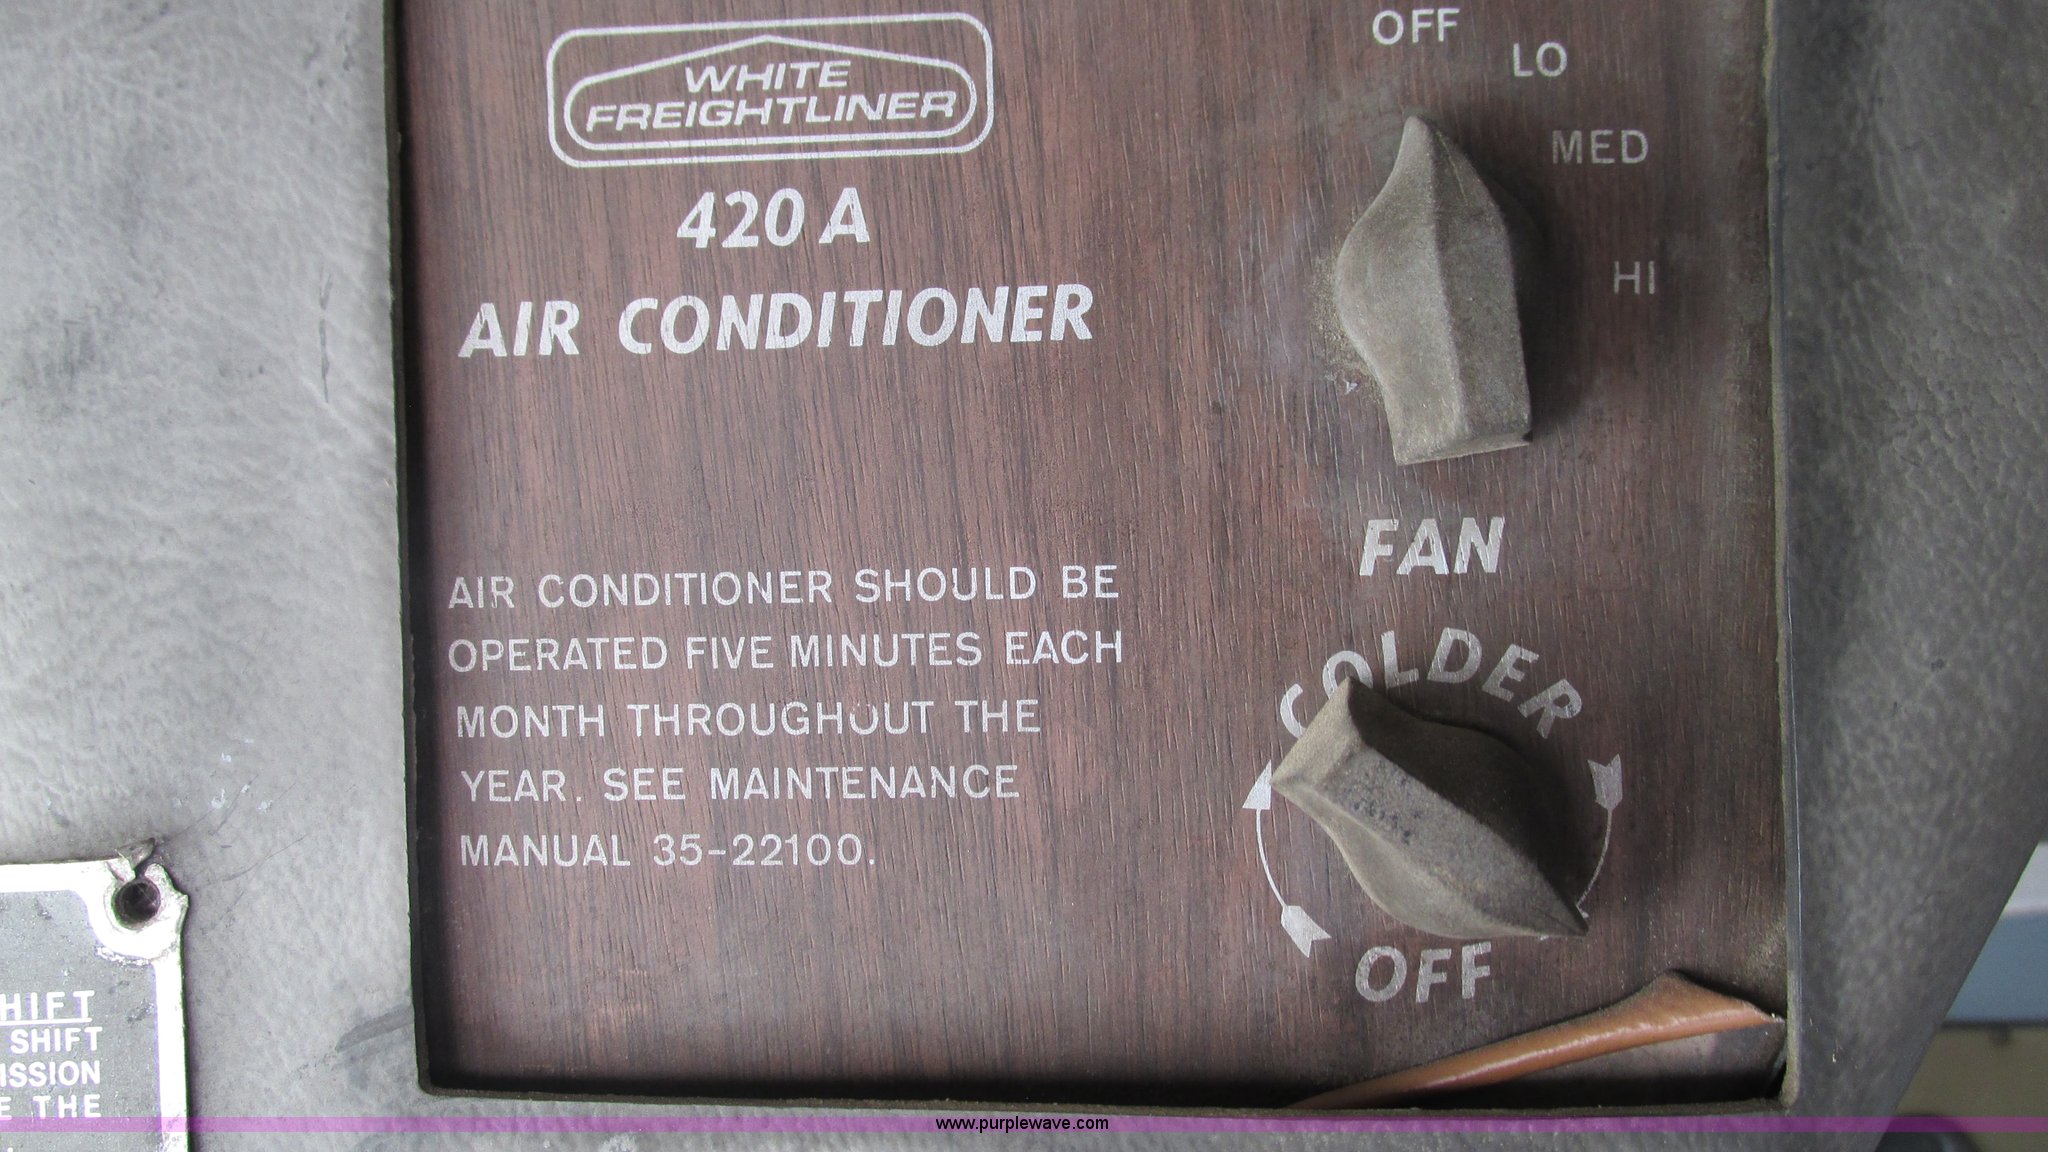 WHITE
FREIGHTLINER
420 A
AIR CONDITIONER
AIR CONDITIONER SHOULD BE
OPERATED FIVE MINUTES EACH
MONTH THROUGHOUT THE
YEAR. SEE MAINTENANCE
MANUAL 35-22100.
OFF
LO
MED
HI
FAN
COLDER
OFF
HIFT
SHIFT
ISSION
E THE
www.purplewave.com